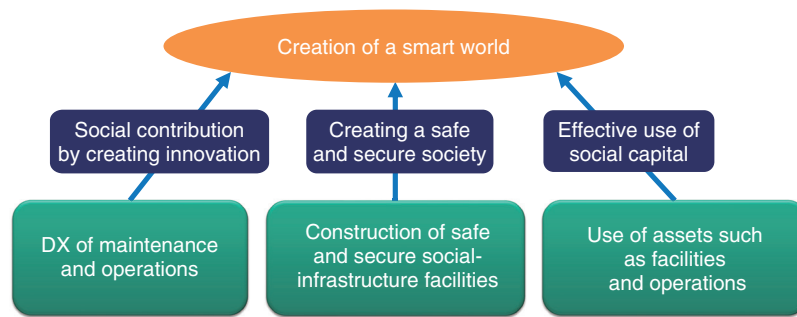 Creation of a smart world
Social contribution
by creating innovation
Creating a safe
and secure society
Effective use of
social capital
DX of maintenance
and operations
Construction of safe
and secure social-
infrastructure facilities
Use of assets such
as facilities
and operations